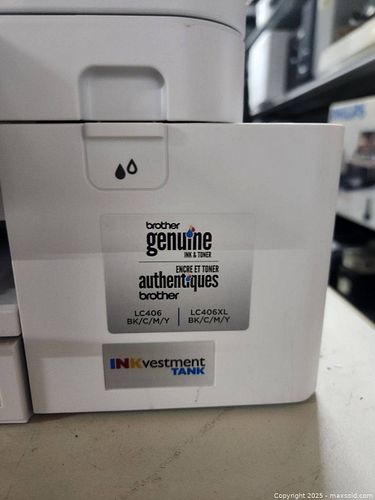 brother
genuine
INK & TONER
ENCRE ET TONER
authentiques
brother
LC406
BK/C/M/Y
LC406XL
BK/C/M/Y
INKvestment
TANK
PHILIPS
Copyright 2025 - maxsold.com